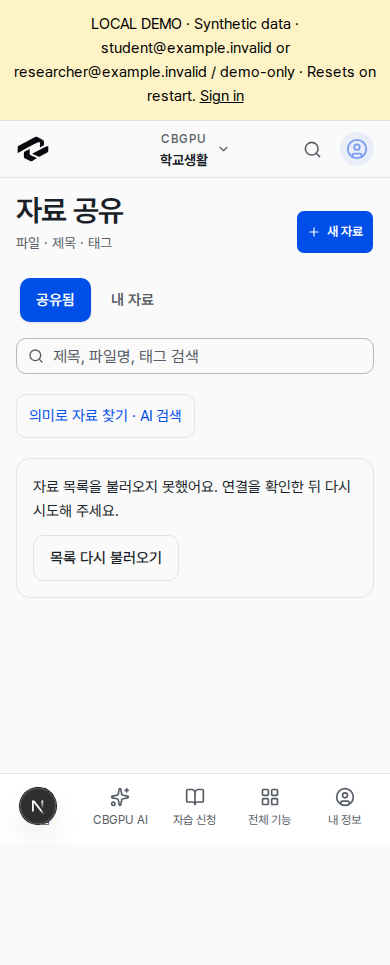 LOCAL DEMO · Synthetic data ·
student@example.invalid or
researcher@example.invalid / demo-only · Resets on
restart. Sign in
CBGPU
학교생활
자료 공유
파일 · 제목 · 태그
+ 새 자료
공유됨
내 자료
제목, 파일명, 태그 검색
의미로 자료 찾기 · AI 검색
자료 목록을 불러오지 못했어요. 연결을 확인한 뒤 다시
시도해 주세요.
목록 다시 불러오기
N
CBGPU AI
자습 신청
전체 기능
내 정보